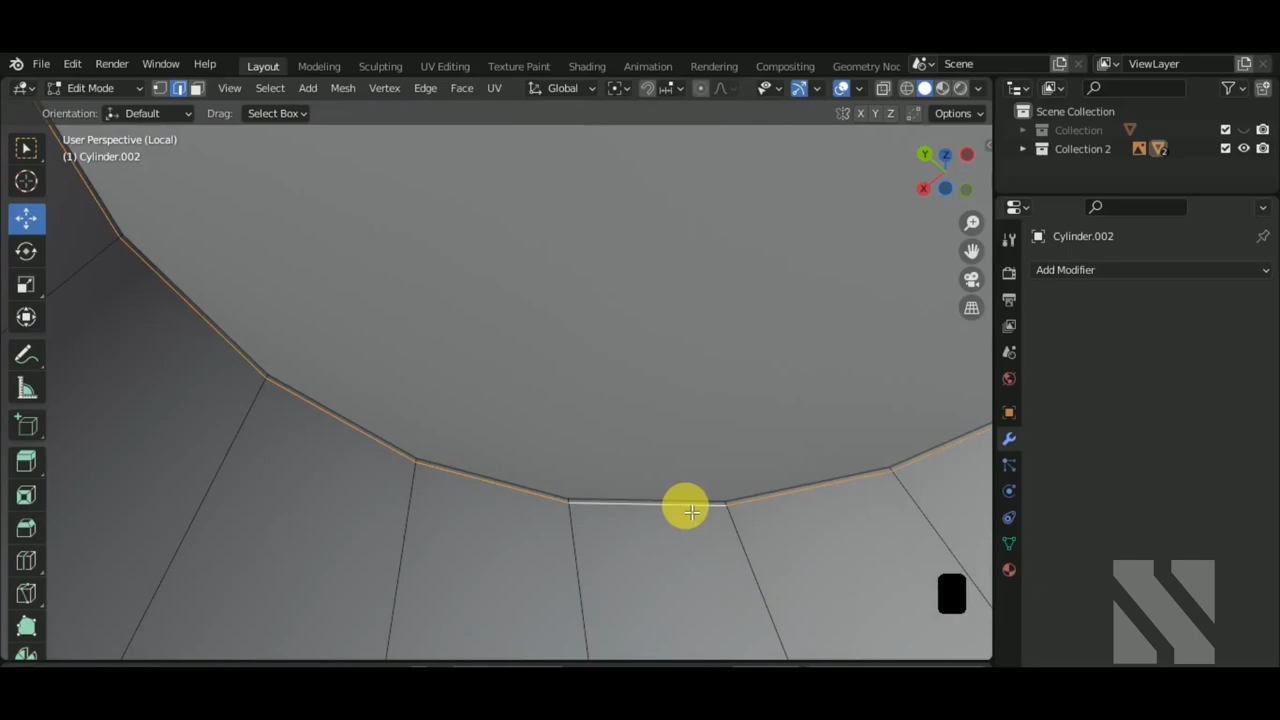 File Edit Render Window Help Layout Modeling Sculpting UV Editing Texture Paint Shading Animation Rendering Compositing Geometry Noc Scene ViewLayer
Edit Mode View Select Add Mesh Vertex Edge Face UV Global
Orientation: Default Drag: Select Box X Y Z Options
User Perspective (Local)
(1) Cylinder.002
Y Z
X
Scene Collection
Collection
Collection 2 2
Cylinder.002
Add Modifier